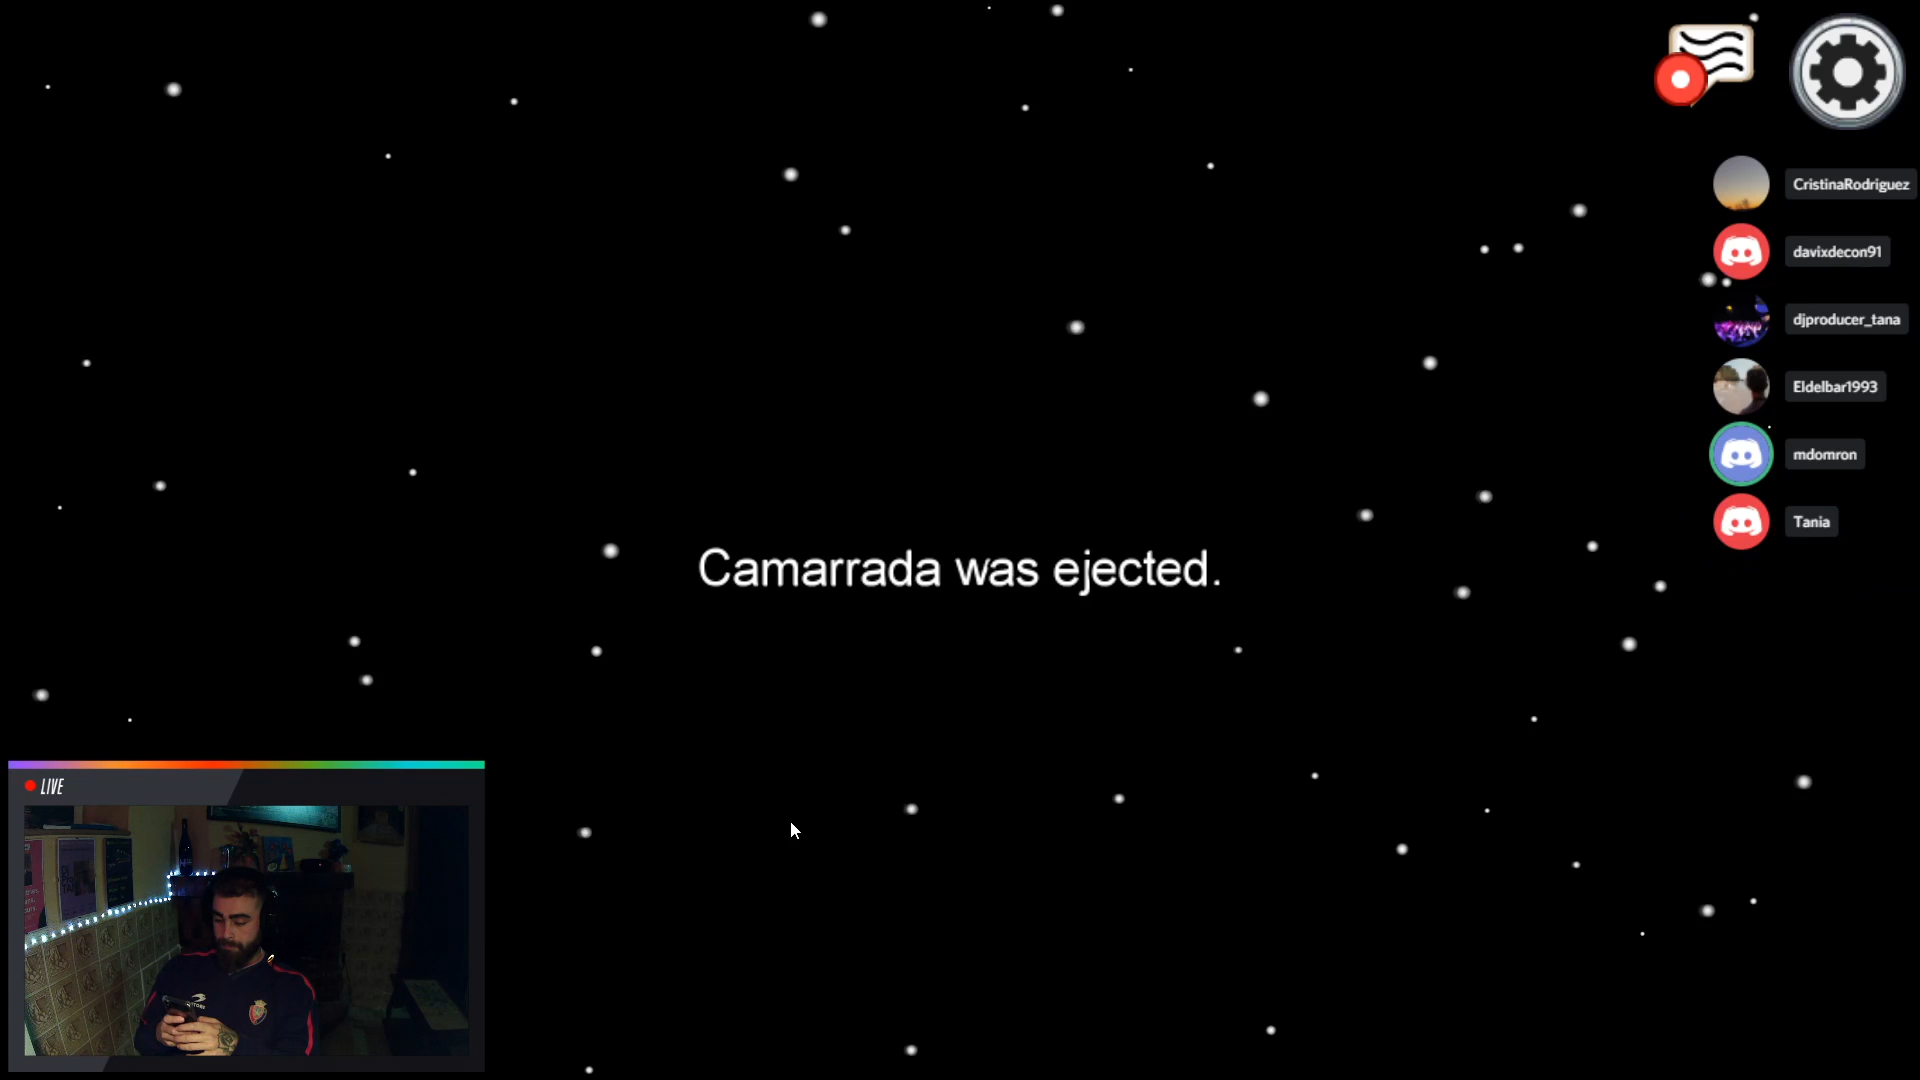 CristinaRodriguez
davixdecon91
djproducer_tana
Eldelbar1993
mdomron
Tania
Camarrada was ejected.
LIVE